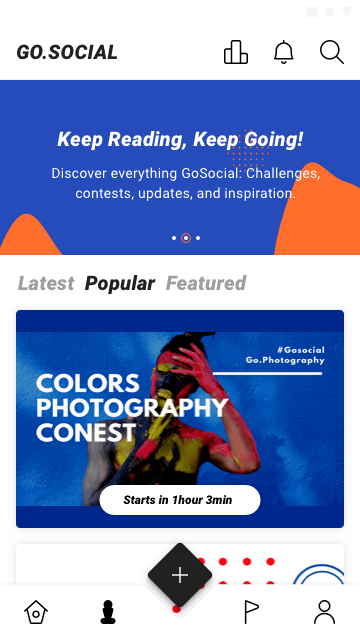 GO.SOCIAL
Keep Reading, Keep Going!
Discover everything GoSocial: Challenges,
contests, updates, and inspiration.
Latest Popular Featured
#Gosocial
Go.Photography
COLORS
PHOTOGRAPHY
CONEST
Starts in 1hour 3min